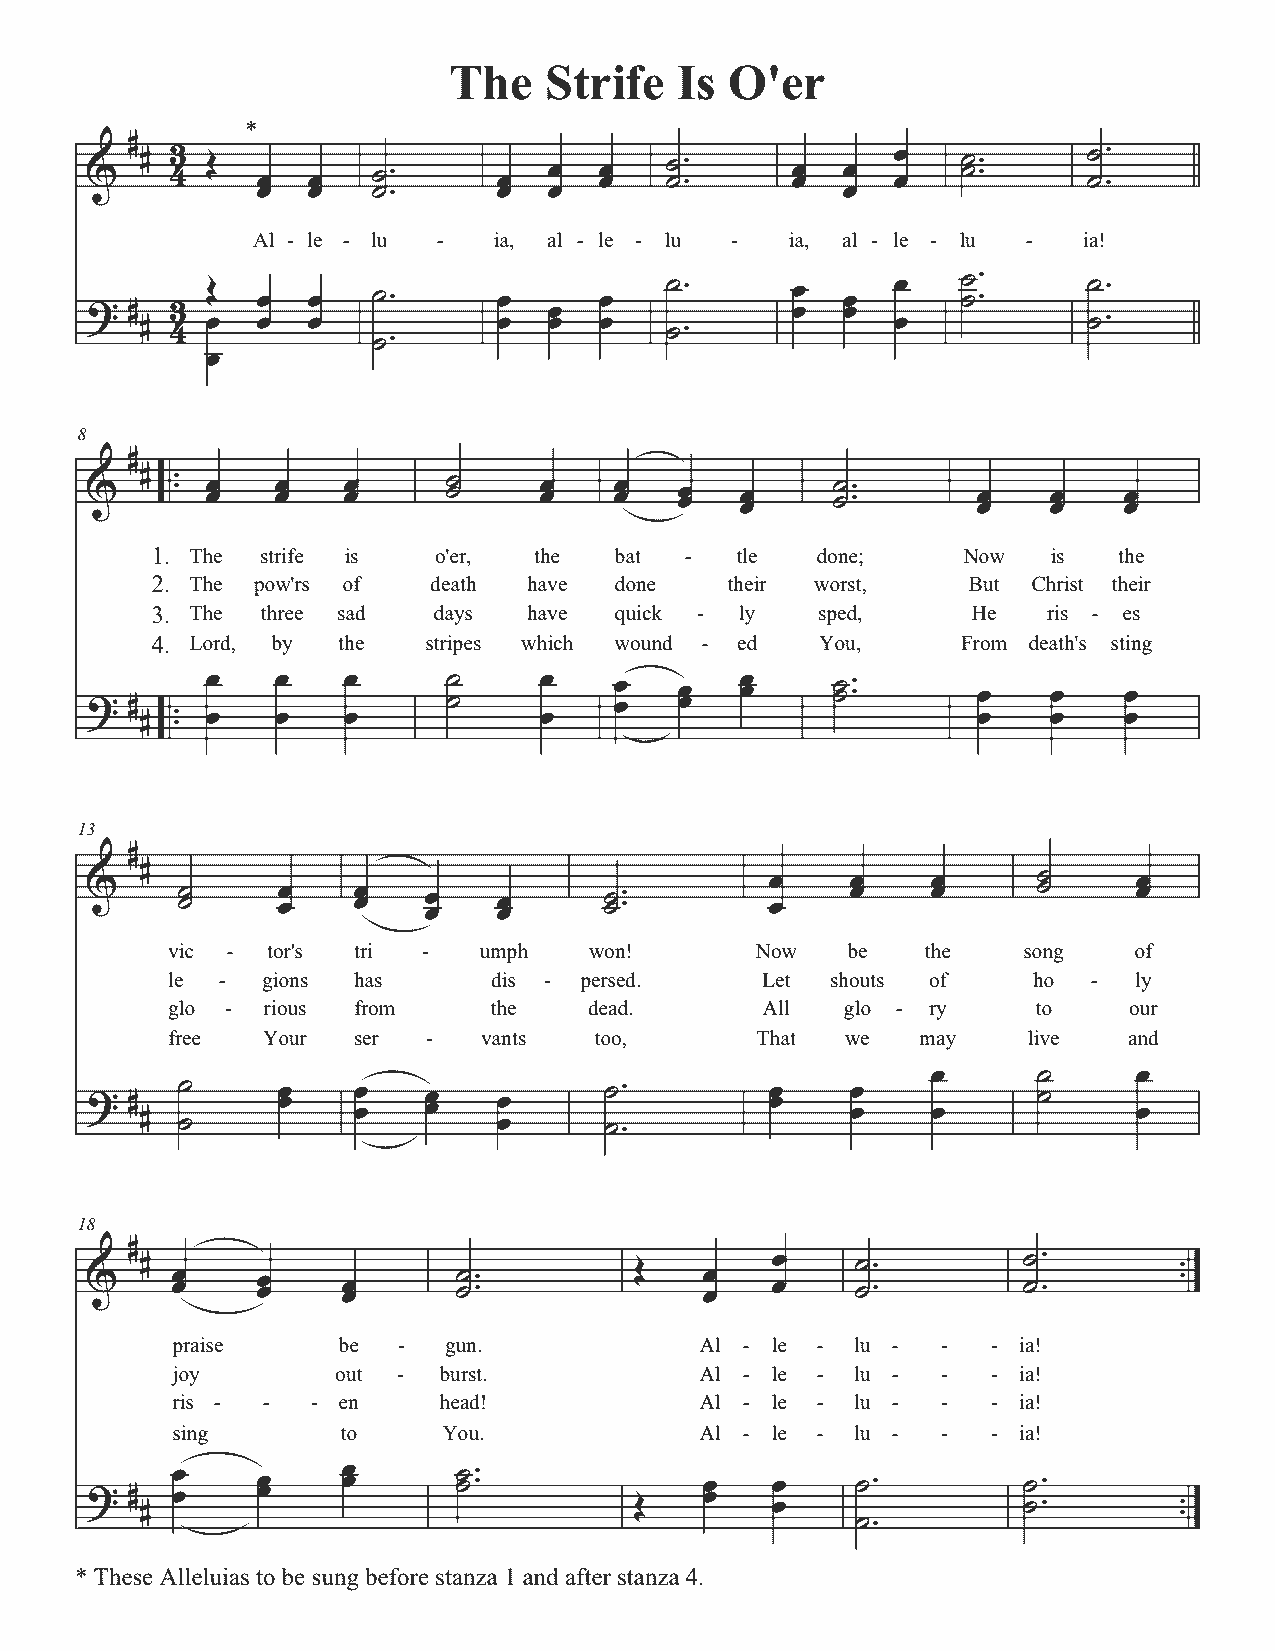 The Strife Is O'er
*
Al - le - lu - ia, al - le - lu - ia, al - le - lu - ia!
8
1. The strife is o'er, the bat - tle done; Now is the
2. The pow'rs of death have done their worst, But Christ their
3. The three sad days have quick - ly sped, He ris - es
4. Lord, by the stripes which wound - ed You, From death's sting
13
vic - tor's tri - umph won! Now be the song of
le - gions has dis - persed. Let shouts of ho - ly
glo - rious from the dead. All glo - ry to our
free Your ser - vants too, That we may live and
18
praise be - gun. Al - le - lu - - - ia!
joy out - burst. Al - le - lu - - - ia!
ris - - - en head! Al - le - lu - - - ia!
sing to You. Al - le - lu - - - ia!
* These Alleluias to be sung before stanza 1 and after stanza 4.